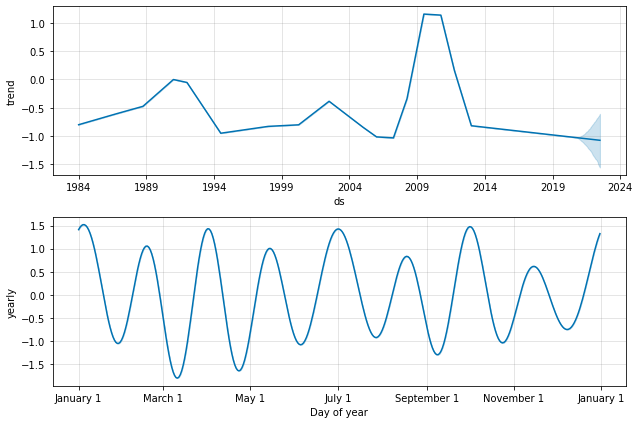 trend
1.0
0.5
0.0
−0.5
−1.0
−1.5
1984 1989 1994 1999 2004 2009 2014 2019 2024
ds
yearly
1.5
1.0
0.5
0.0
−0.5
−1.0
−1.5
January 1 March 1 May 1 July 1 September 1 November 1 January 1
Day of year